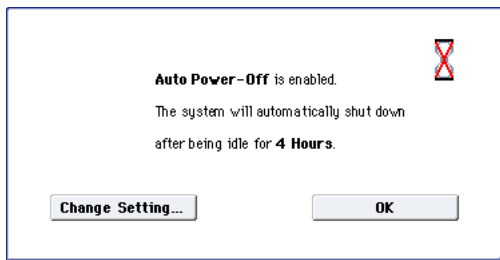 Auto Power-Off is enabled.
The system will automatically shut down
after being idle for 4 Hours.
Change Setting...
OK